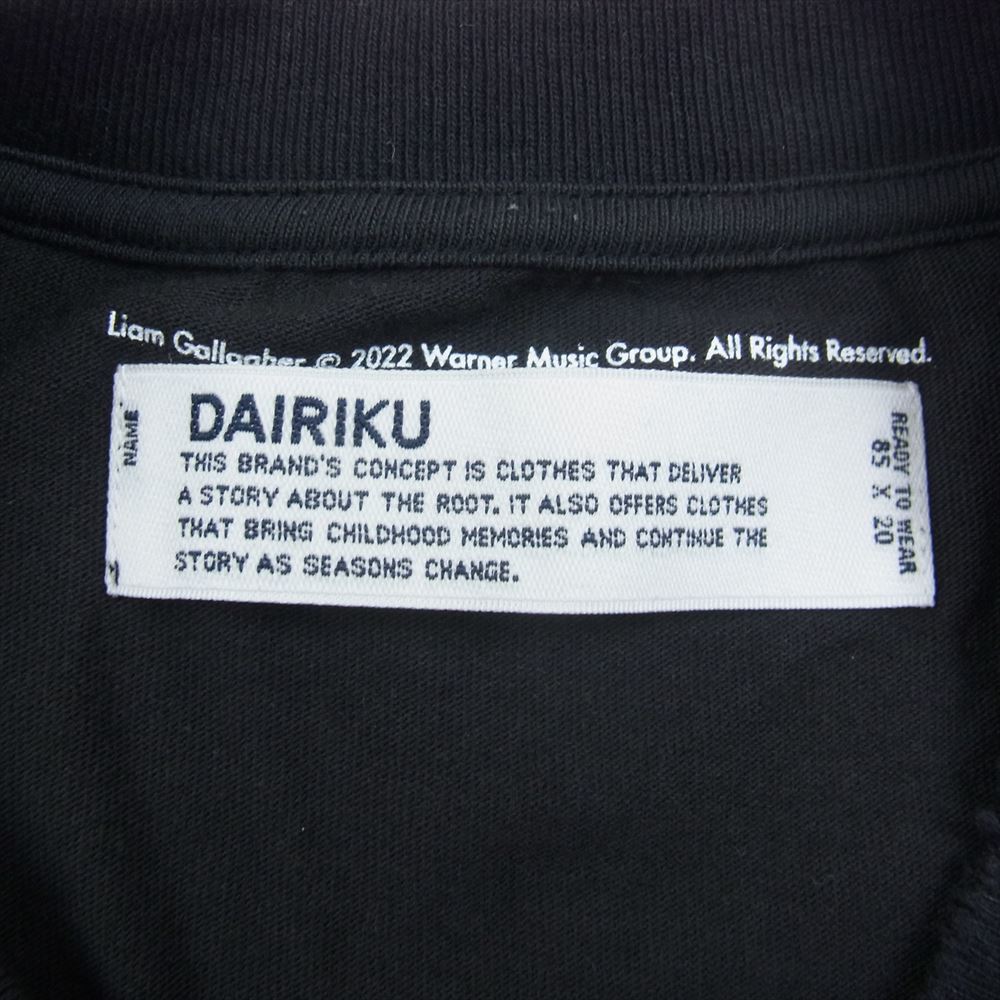 Liam Gallagher © 2022 Warner Music Group. All Rights Reserved.
NAME
DAIRIKU
THIS BRAND'S CONCEPT IS CLOTHES THAT DELIVER
A STORY ABOUT THE ROOT. IT ALSO OFFERS CLOTHES
THAT BRING CHILDHOOD MEMORIES AND CONTINUE THE
STORY AS SEASONS CHANGE.
READY TO WEAR
85 X 20